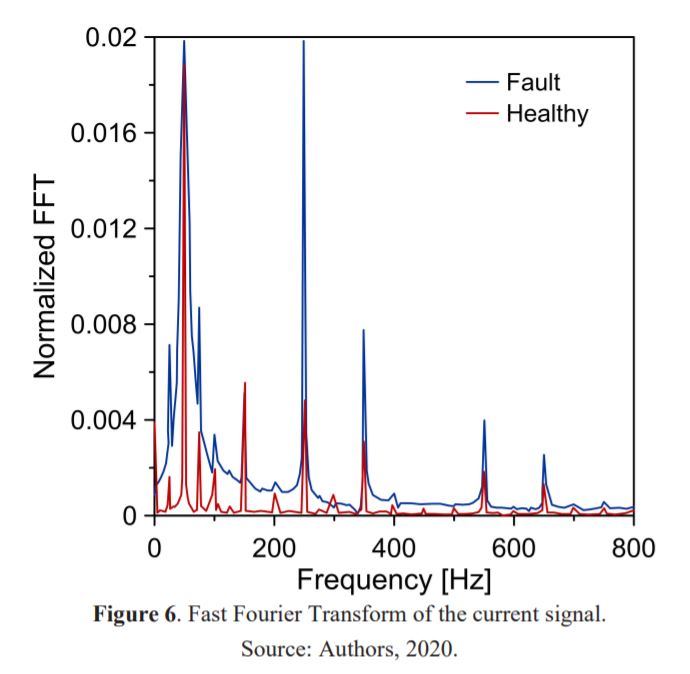 0.02
0.016
0.012
0.008
0.004
0
Normalized FFT
Fault
Healthy
0 200 400 600 800
Frequency [Hz]
Figure 6. Fast Fourier Transform of the current signal.
Source: Authors, 2020.